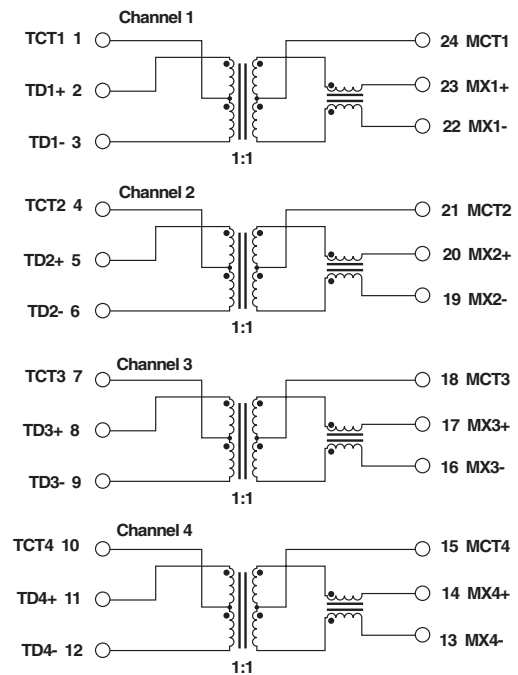 Channel 1
TCT1 1
24 MCT1
TD1+ 2
23 MX1+
22 MX1-
TD1- 3
1:1
Channel 2
TCT2 4
21 MCT2
TD2+ 5
20 MX2+
19 MX2-
TD2- 6
1:1
Channel 3
TCT3 7
18 MCT3
TD3+ 8
17 MX3+
16 MX3-
TD3- 9
1:1
Channel 4
TCT4 10
15 MCT4
TD4+ 11
14 MX4+
13 MX4-
TD4- 12
1:1